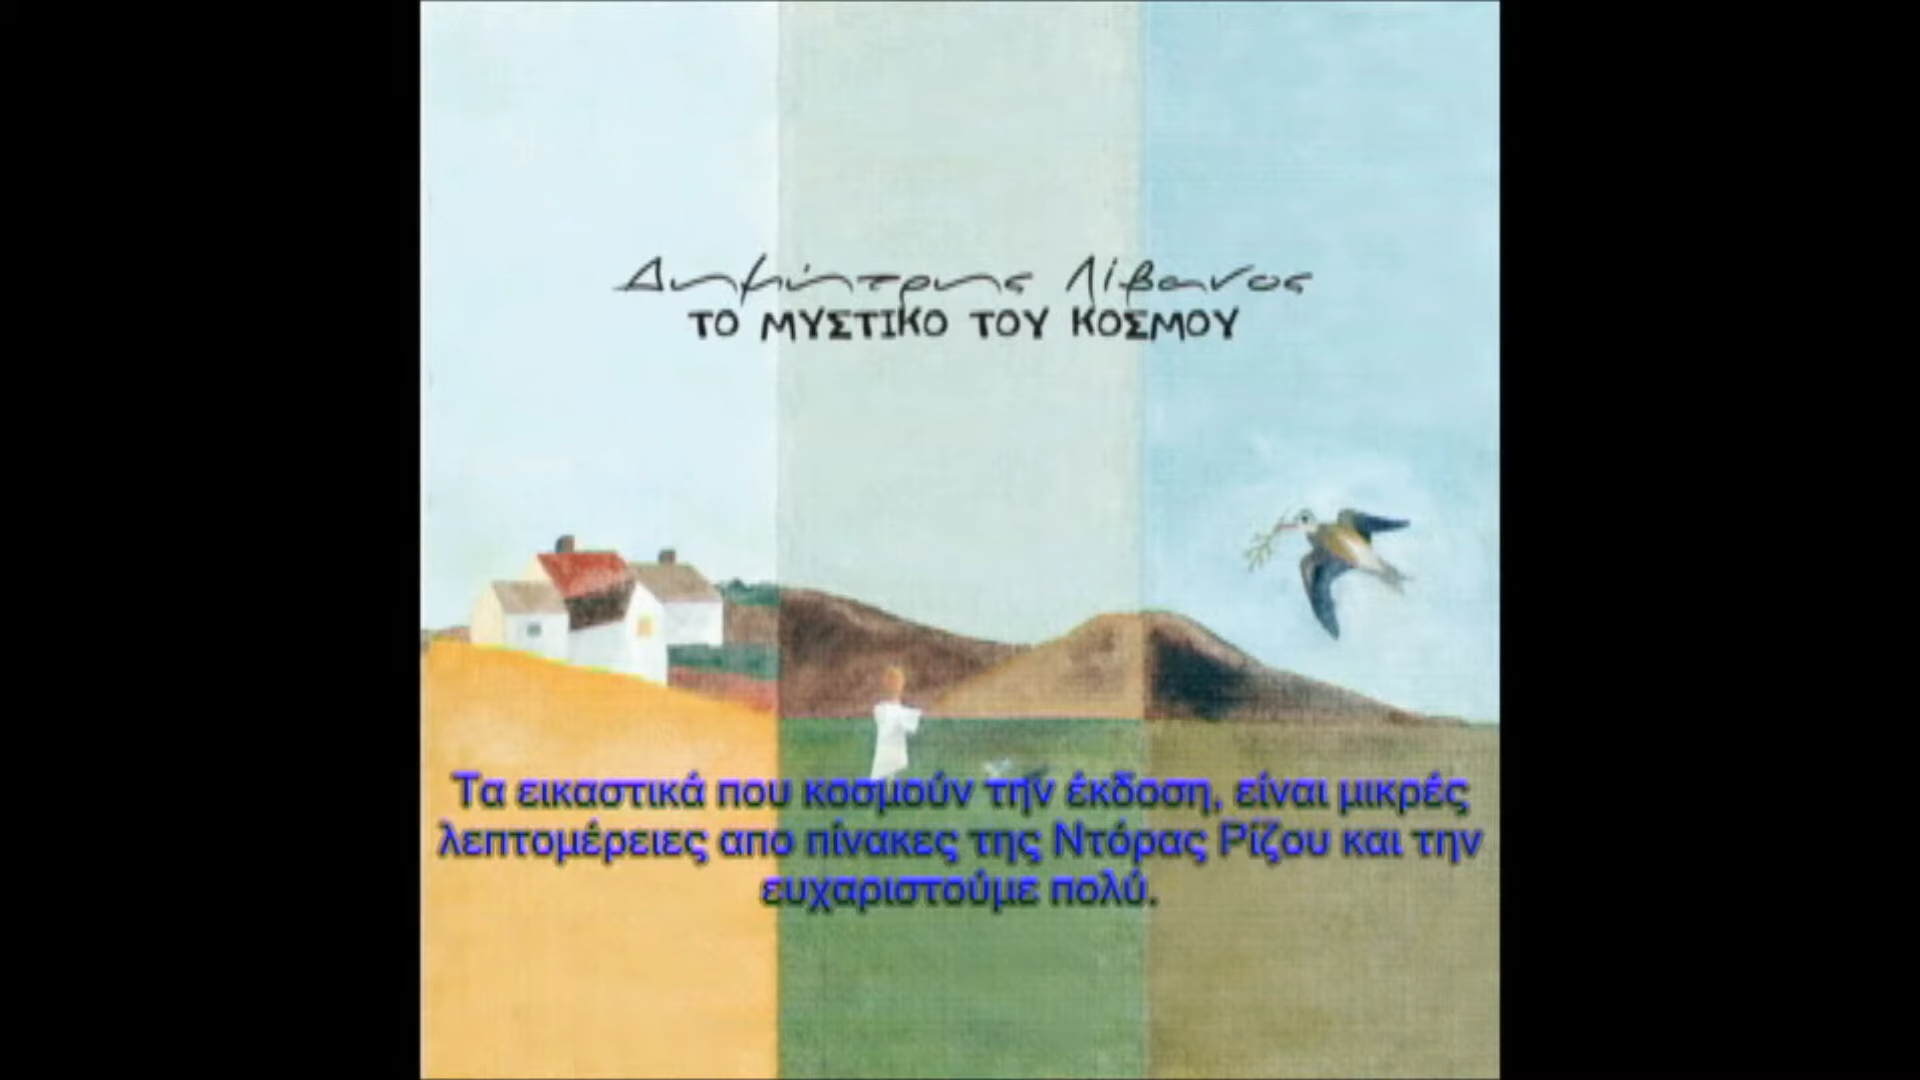 Δημήτρης Λίβανος
ΤΟ ΜΥΣΤΙΚΟ ΤΟΥ ΚΟΣΜΟΥ
Τα εικαστικά που κοσμούν την έκδοση, είναι μικρές
λεπτομέρειες απο πίνακες της Ντόρας Ρίζου και την
ευχαριστούμε πολύ.